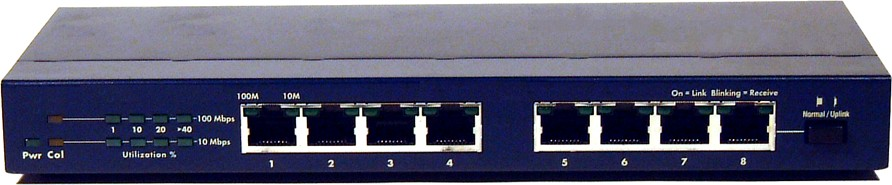 100M 10M
On = Link Blinking = Receive
100 Mbps
1 10 20 >40
Normal / Uplink
10 Mbps
Pwr Col Utilization %
1 2 3 4 5 6 7 8